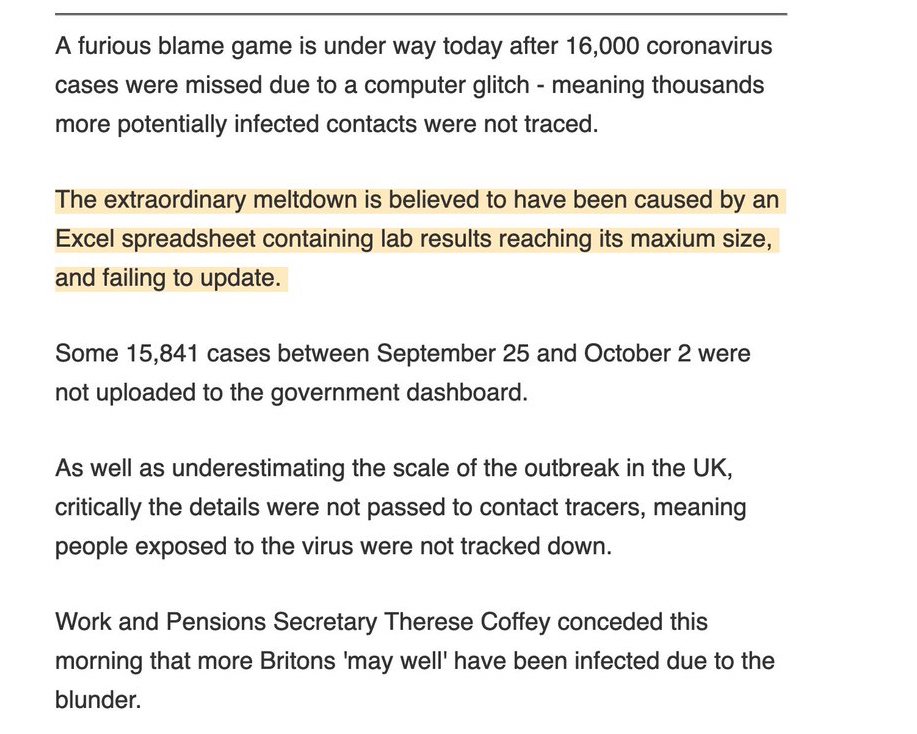 A furious blame game is under way today after 16,000 coronavirus
cases were missed due to a computer glitch - meaning thousands
more potentially infected contacts were not traced.
The extraordinary meltdown is believed to have been caused by an
Excel spreadsheet containing lab results reaching its maxium size,
and failing to update.
Some 15,841 cases between September 25 and October 2 were
not uploaded to the government dashboard.
As well as underestimating the scale of the outbreak in the UK,
critically the details were not passed to contact tracers, meaning
people exposed to the virus were not tracked down.
Work and Pensions Secretary Therese Coffey conceded this
morning that more Britons 'may well' have been infected due to the
blunder.